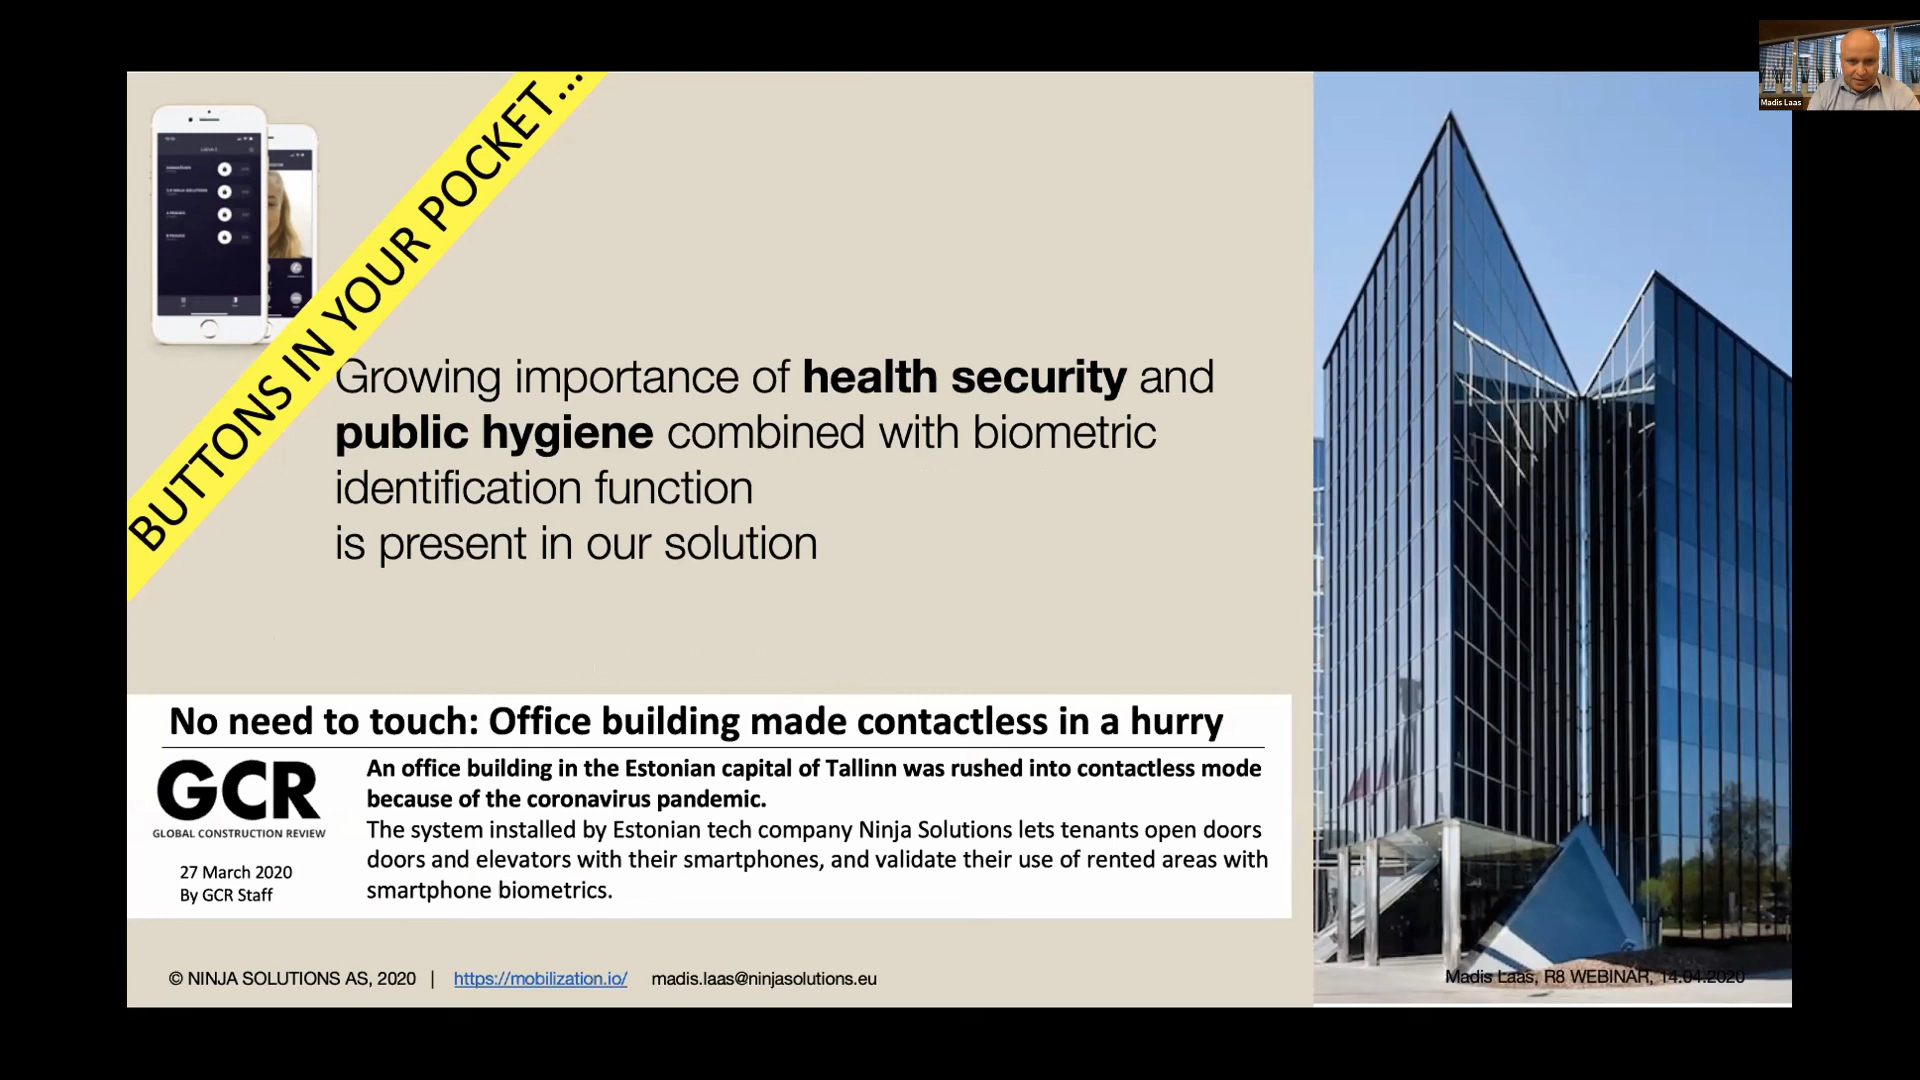 Madis Laas
BUTTONS IN YOUR POCKET...
Growing importance of health security and
public hygiene combined with biometric
identification function
is present in our solution
No need to touch: Office building made contactless in a hurry
GCR
GLOBAL CONSTRUCTION REVIEW
27 March 2020
By GCR Staff
An office building in the Estonian capital of Tallinn was rushed into contactless mode
because of the coronavirus pandemic.
The system installed by Estonian tech company Ninja Solutions lets tenants open doors
doors and elevators with their smartphones, and validate their use of rented areas with
smartphone biometrics.
© NINJA SOLUTIONS AS, 2020 | https://mobilization.io/ madis.laas@ninjasolutions.eu
Madis Laas, R8 WEBINAR, 14.04.2020